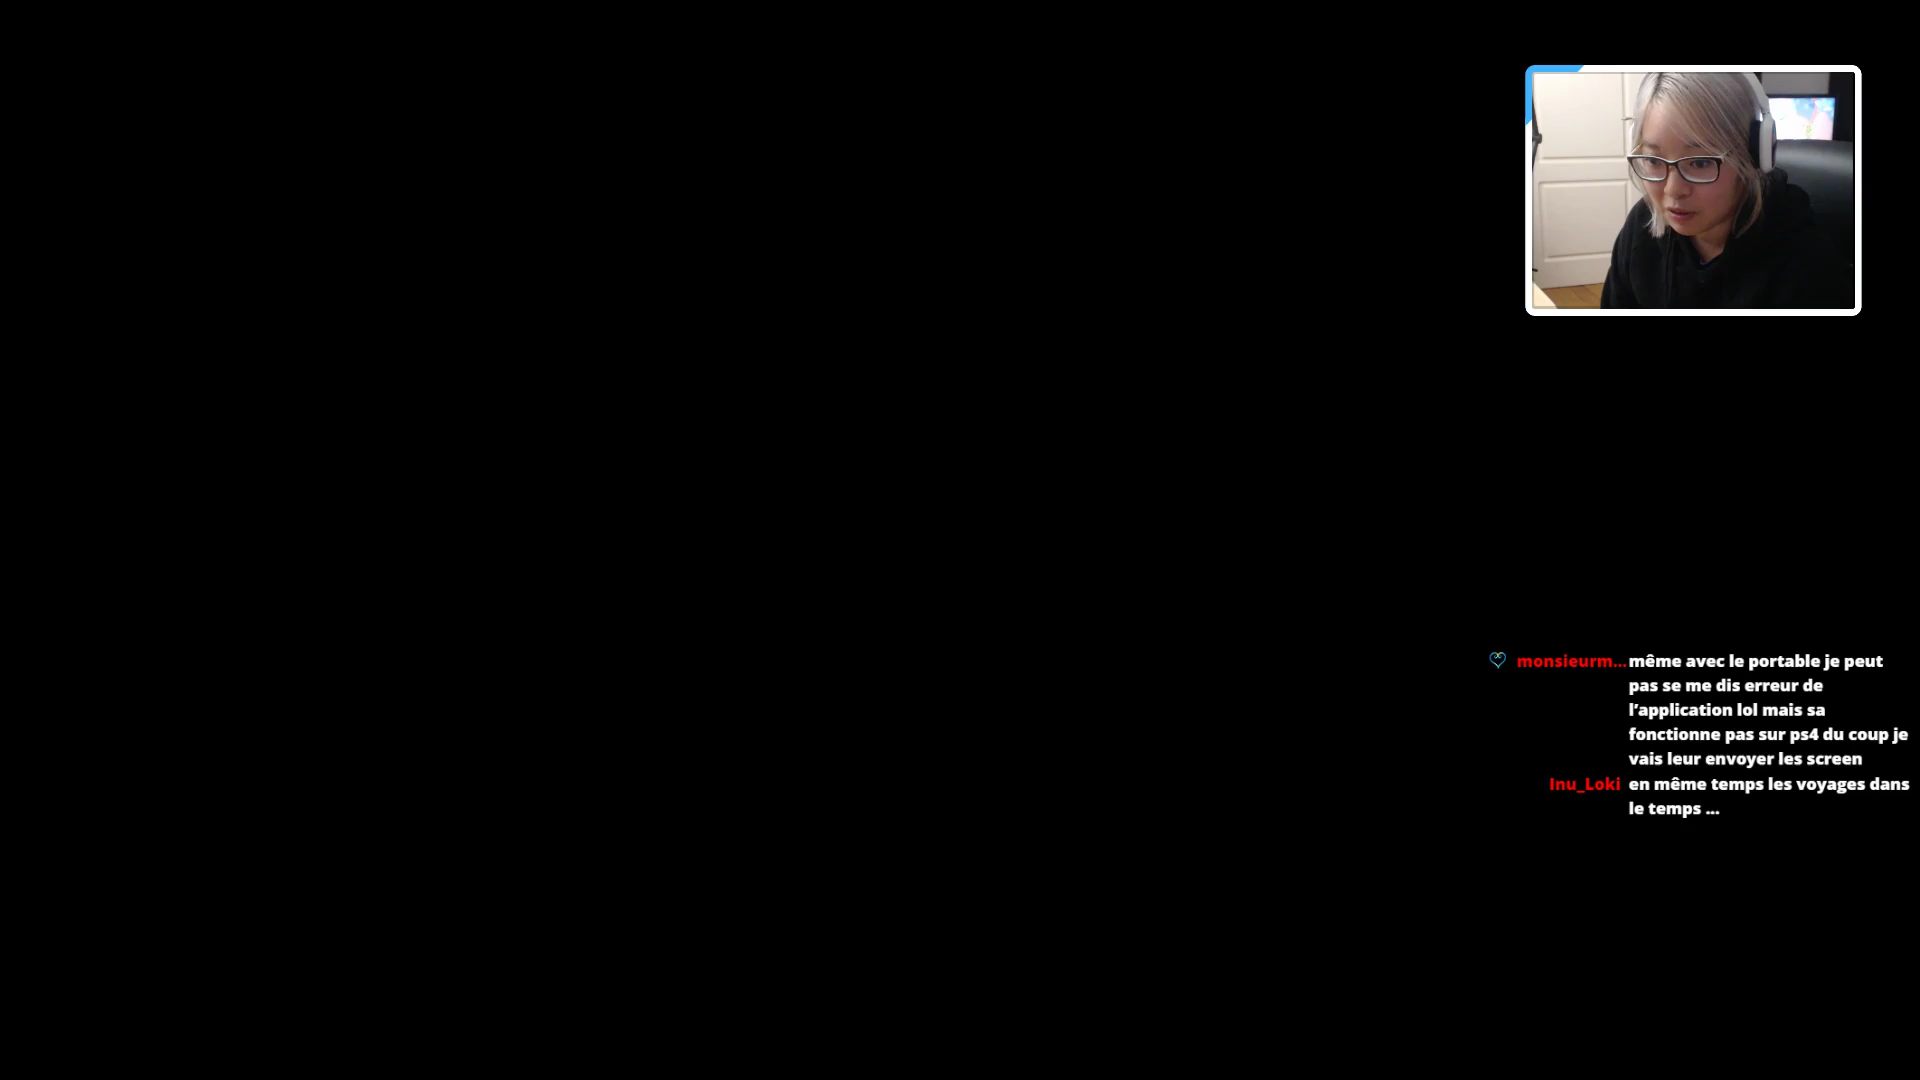 monsieurm... même avec le portable je peut
pas se me dis erreur de
l'application lol mais sa
fonctionne pas sur ps4 du coup je
vais leur envoyer les screen
Inu_Loki en même temps les voyages dans
le temps ...